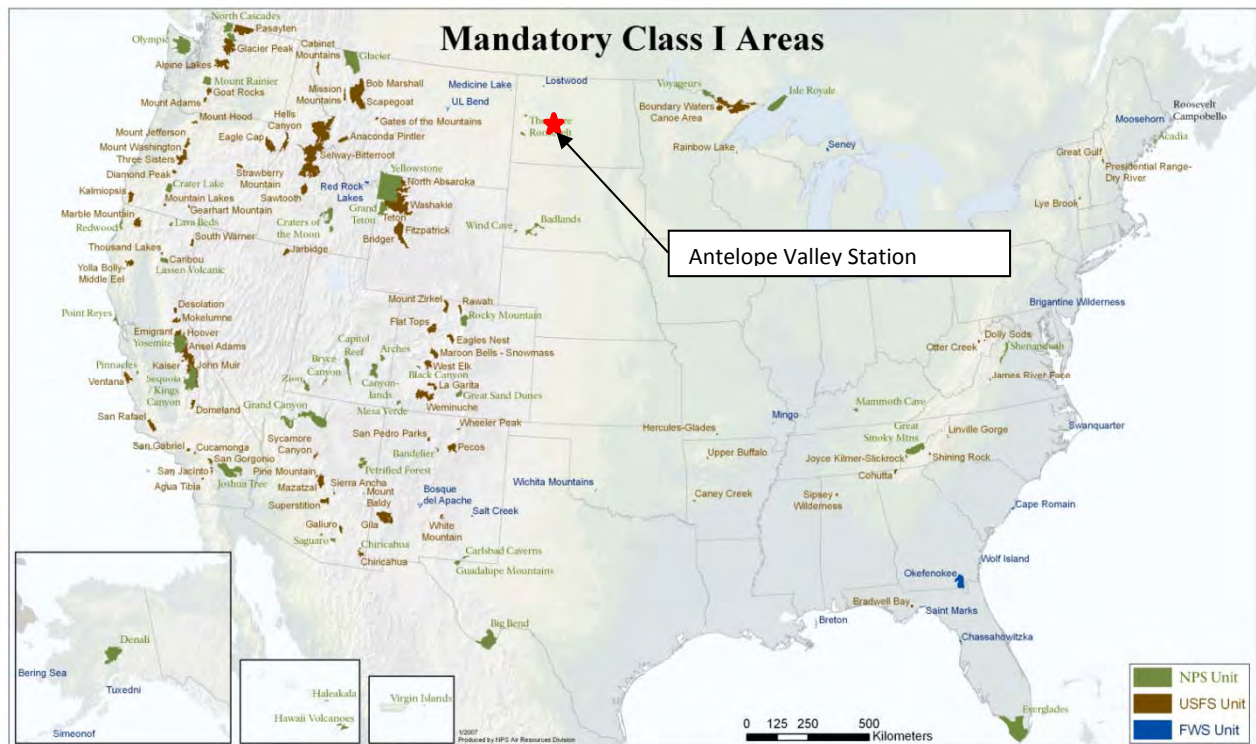 Mandatory Class I Areas
North Cascades
Pasayten
Olympic
Glacier Peak
Alpine Lakes
Mount Rainier
Goat Rocks
Mount Adams
Cabinet
Mountains
Glacier
Bob Marshall
Mission
Mountains
Scapegoat
Medicine Lake
UL Bend
Lostwood
Gates of the Mountains
Roosevelt
Voyageurs
Isle Royale
Boundary Waters
Canoe Area
Rainbow Lake
Seney
Moosehorn
Roosevelt
Campobello
Acadia
Great Gulf
Presidential Range-
Dry River
Lye Brook
Mount Hood
Mount Jefferson
Mount Washington
Three Sisters
Diamond Peak
Hells
Canyon
Eagle Cap
Anaconda Pintler
Selway-Bitterroot
Strawberry
Mountain
Sawtooth
Red Rock
Lakes
Yellowstone
North Absaroka
Washakie
Grand
Teton
Teton
Fitzpatrick
Bridger
Wind Cave
Badlands
Antelope Valley Station
Kalmiopsis
Crater Lake
Mountain Lakes
Gearhart Mountain
Marble Mountain
Redwood
Lava Beds
Craters of
the Moon
South Warner
Jarbidge
Thousand Lakes
Caribou
Lassen Volcanic
Yolla Bolly-
Middle Eel
Desolation
Mokelumne
Point Reyes
Emigrant
Hoover
Yosemite
Ansel Adams
Pinnacles
Kaiser
John Muir
Ventana
Sequoia
/Kings
Canyon
Domeland
San Rafael
San Gabriel
Cucamonga
San Gorgonio
San Jacinto
Agua Tibia
Joshua Tree
Mount Zirkel
Rawah
Rocky Mountain
Flat Tops
Eagles Nest
Maroon Bells - Snowmass
West Elk
Black Canyon
La Garita
Great Sand Dunes
Weminuche
Capitol
Reef
Arches
Bryce
Canyon
Zion
Canyon-
lands
Mesa Verde
Grand Canyon
Wheeler Peak
San Pedro Parks
Pecos
Bandelier
Sycamore
Canyon
Petrified Forest
Pine Mountain
Sierra Ancha
Mazatzal
Mount
Baldy
Superstition
Bosque
del Apache
Salt Creek
White
Mountain
Galiuro
Gila
Saguaro
Chiricahua
Chiricahua
Carlsbad Caverns
Guadalupe Mountains
Big Bend
Wichita Mountains
Hercules-Glades
Upper Buffalo
Caney Creek
Mingo
Mammoth Cave
Great
Smoky Mtns
Linville Gorge
Joyce Kilmer-Slickrock
Shining Rock
Cohutta
Sipsey
Wilderness
Brigantine Wilderness
Dolly Sods
Otter Creek
Shenandoah
James River Face
Swanquarter
Cape Romain
Wolf Island
Okefenokee
Bradwell Bay
Saint Marks
Breton
Chassahowitzka
Everglades
Denali
Bering Sea
Tuxedni
Simeonof
Haleakala
Hawaii Volcanoes
Virgin Islands
1/2007
Produced by NPS Air Resources Division
0 125 250 500
Kilometers
NPS Unit
USFS Unit
FWS Unit